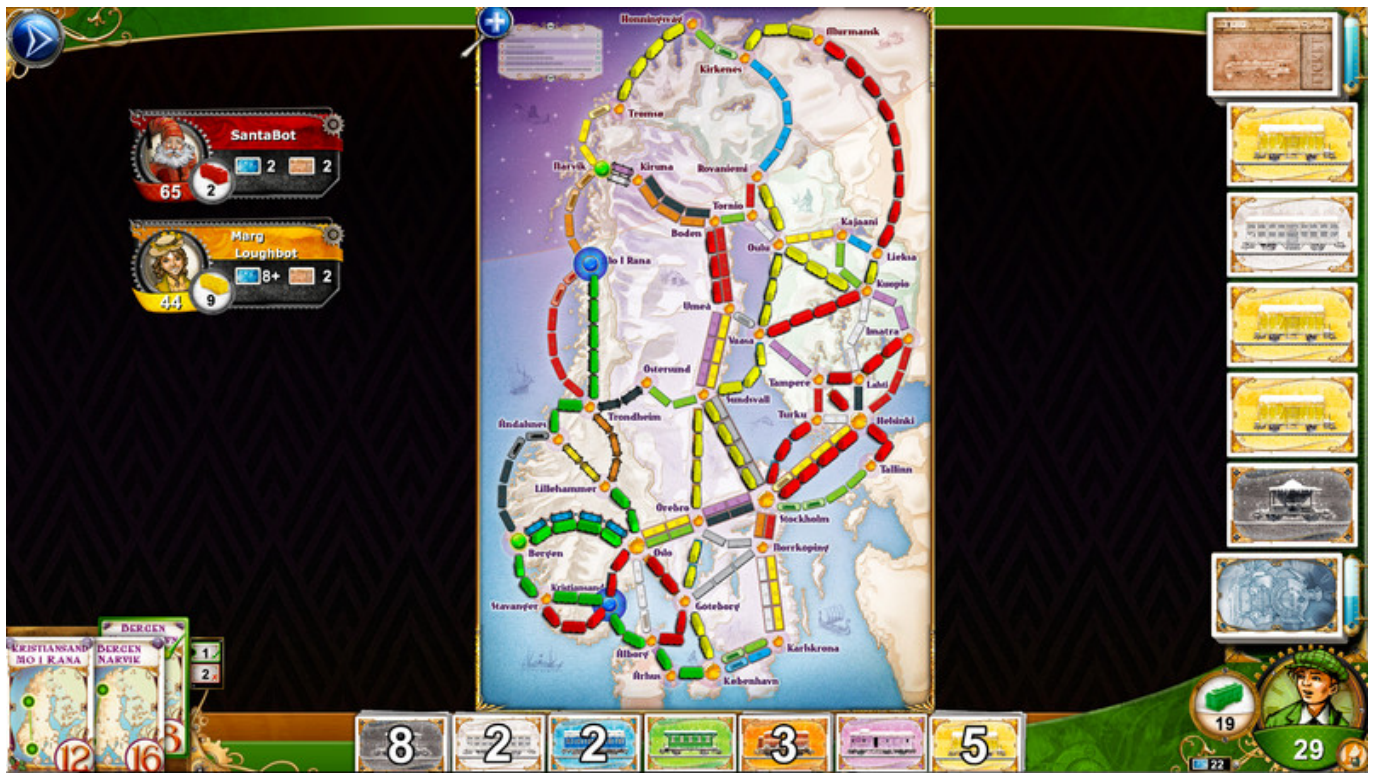 SantaBot
65
2
2
2
Marg
Loughbot
44
9
8+
2
Honningsvåg
Murmansk
Kirkenes
Tromsø
Narvik
Kiruna
Rovaniemi
Tornio
Boden
Kajaani
Oulu
Lieksa
Mo I Rana
Kuopio
Umeå
Imatra
Vaasa
Östersund
Tampere
Lahti
Sundsvall
Turku
Helsinki
Åndalsnes
Trondheim
Tallinn
Lillehammer
Örebro
Stockholm
Bergen
Oslo
Norrköping
Kristiansand
Stavanger
Göteborg
Ålborg
Karlskrona
Århus
København
TICKET
BERGEN
KRISTIANSAND
MO I RANA
12
BERGEN
NARVIK
16
1
2
8
2
2
3
5
19
22
29